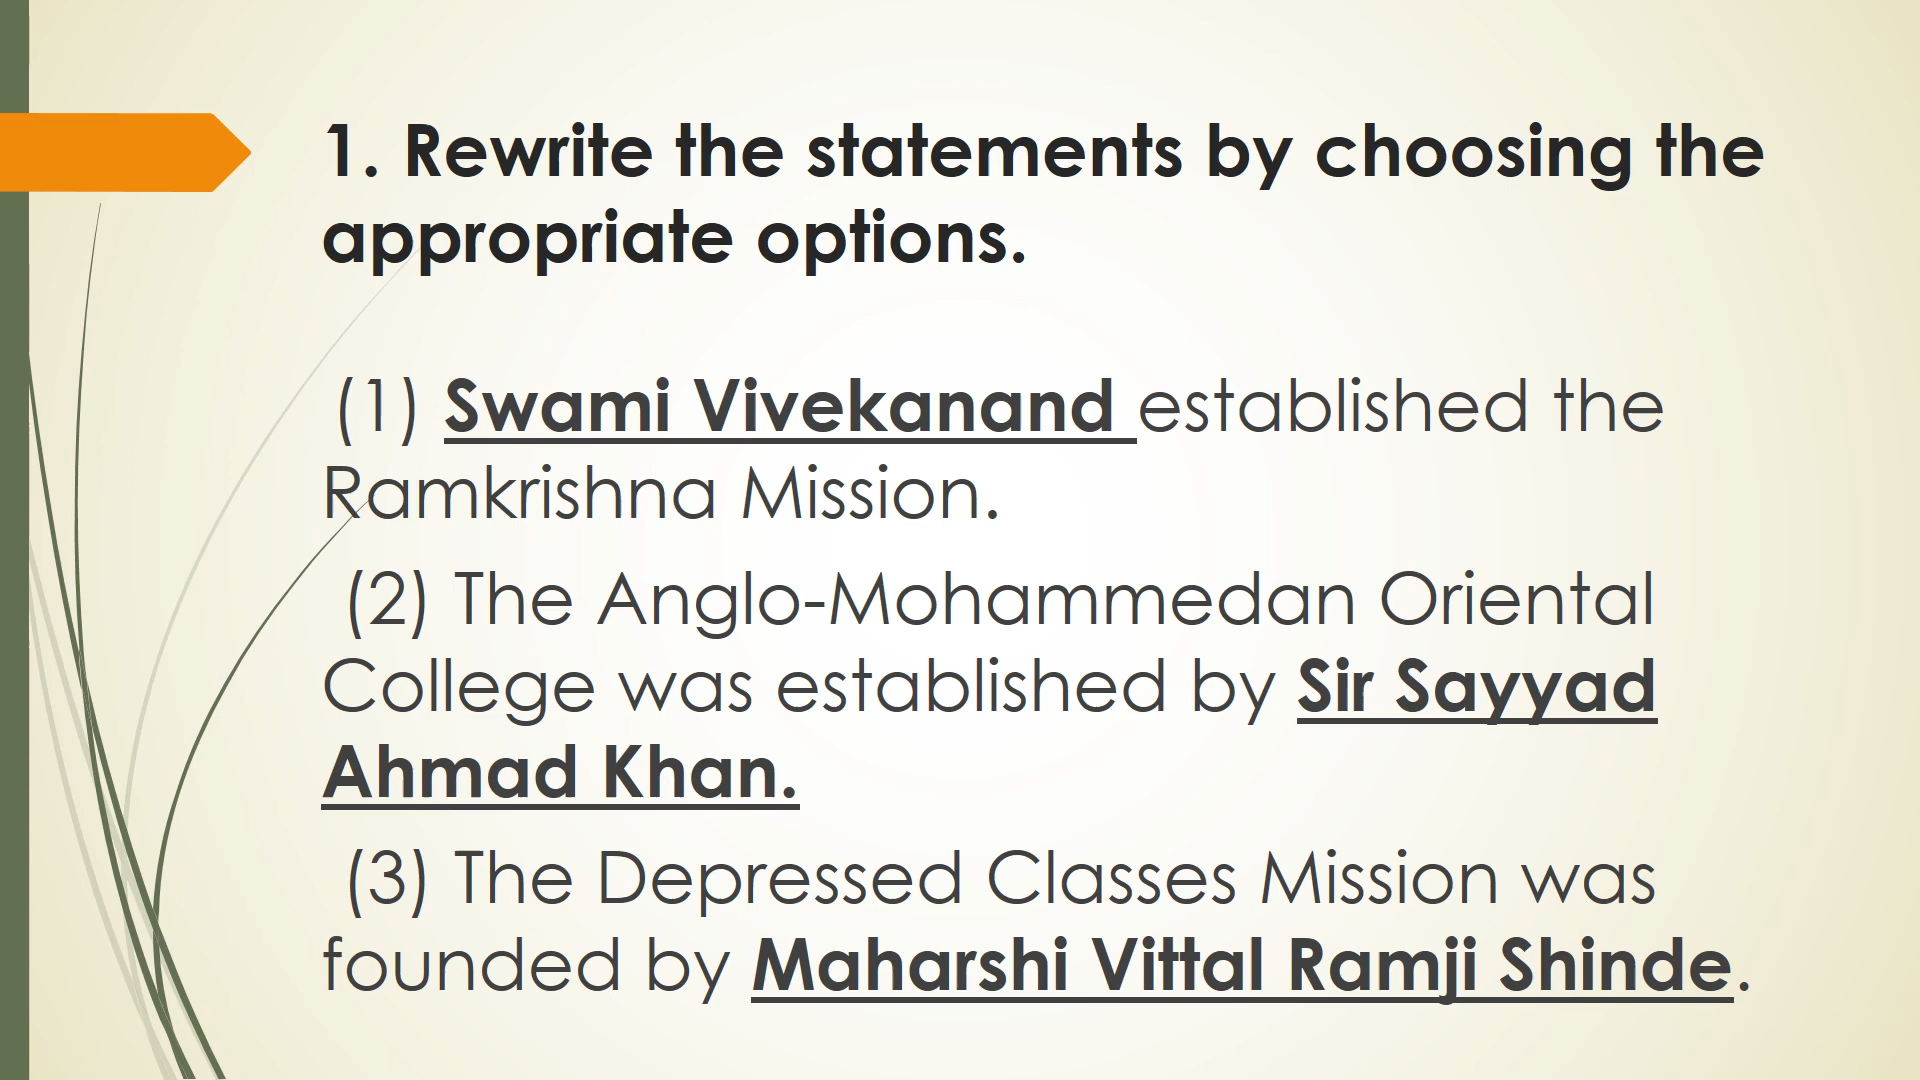 1. Rewrite the statements by choosing the
appropriate options.
(1) Swami Vivekanand established the
Ramkrishna Mission.
(2) The Anglo-Mohammedan Oriental
College was established by Sir Sayyad
Ahmad Khan.
(3) The Depressed Classes Mission was
founded by Maharshi Vittal Ramji Shinde.